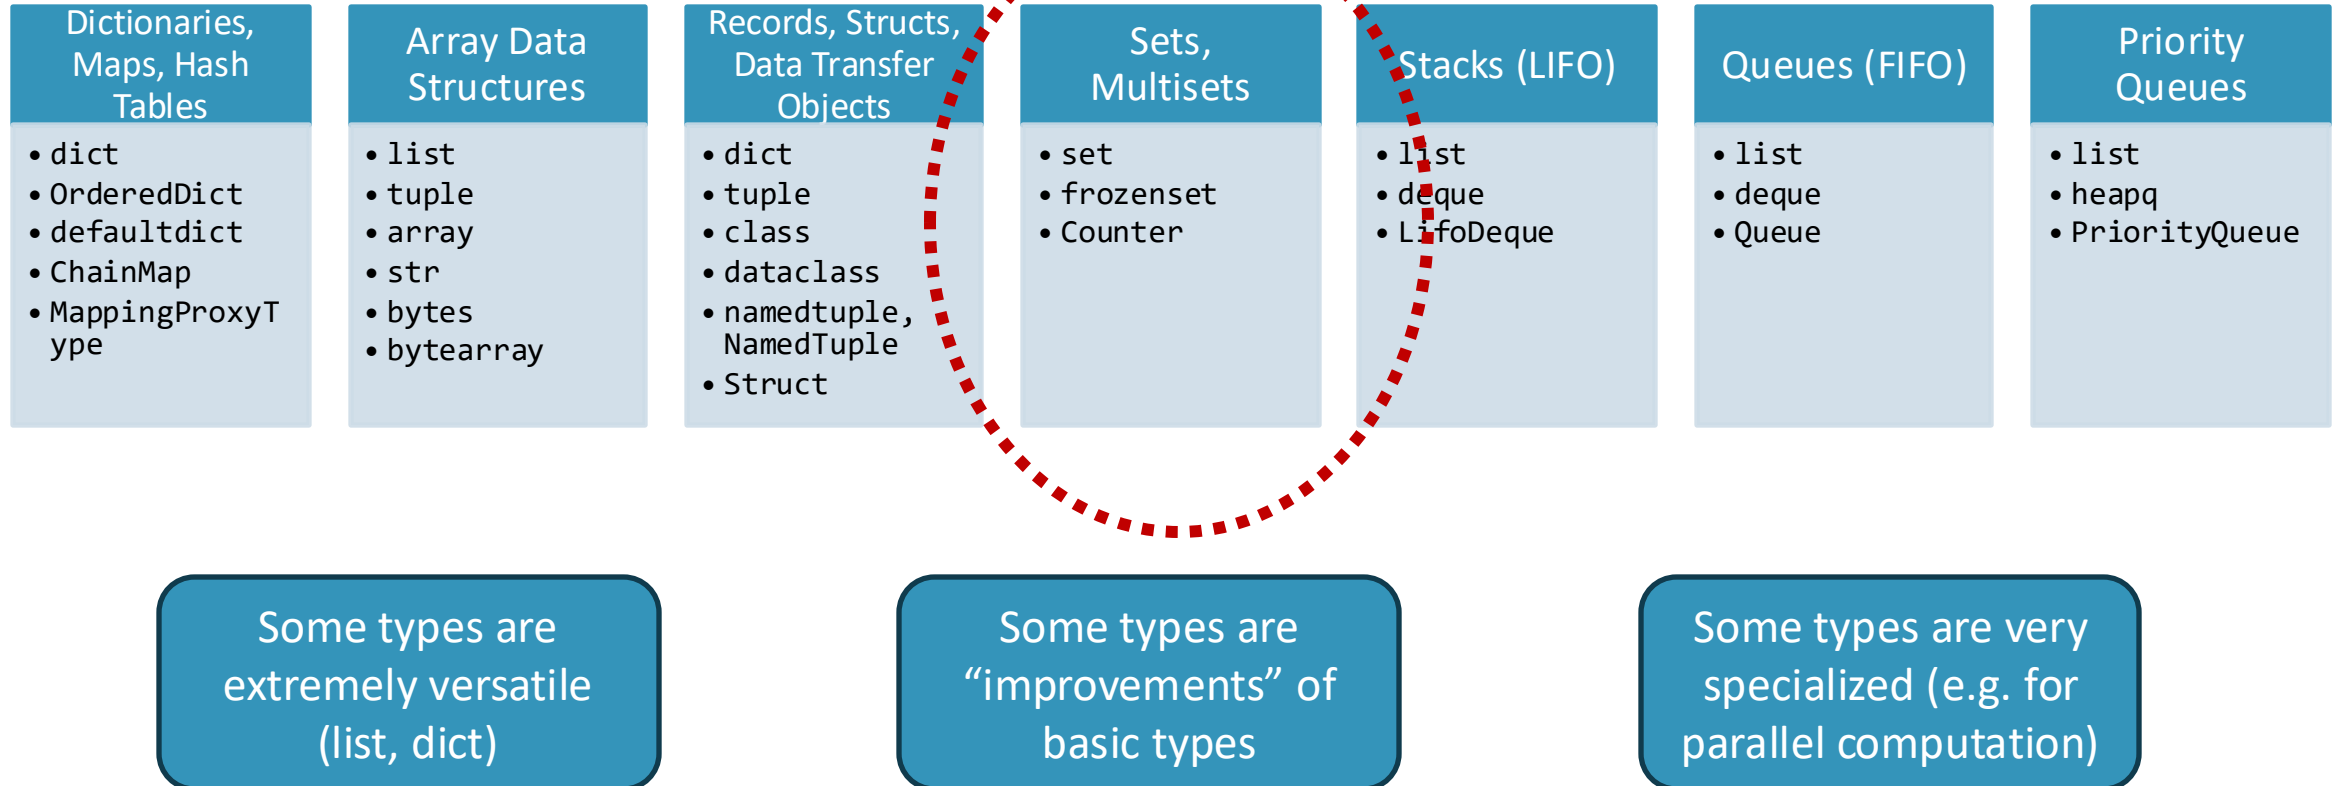 Dictionaries,
Maps, Hash
Tables
• dict
• OrderedDict
• defaultdict
• ChainMap
• MappingProxyT
ype
Array Data
Structures
• list
• tuple
• array
• str
• bytes
• bytearray
Records, Structs,
Data Transfer
Objects
• dict
• tuple
• class
• dataclass
• namedtuple,
NamedTuple
• Struct
Sets,
Multisets
• set
• frozenset
• Counter
Stacks (LIFO)
• list
• deque
• LifoDeque
Queues (FIFO)
• list
• deque
• Queue
Priority
Queues
• list
• heapq
• PriorityQueue
Some types are
extremely versatile
(list, dict)
Some types are
“improvements” of
basic types
Some types are very
specialized (e.g. for
parallel computation)